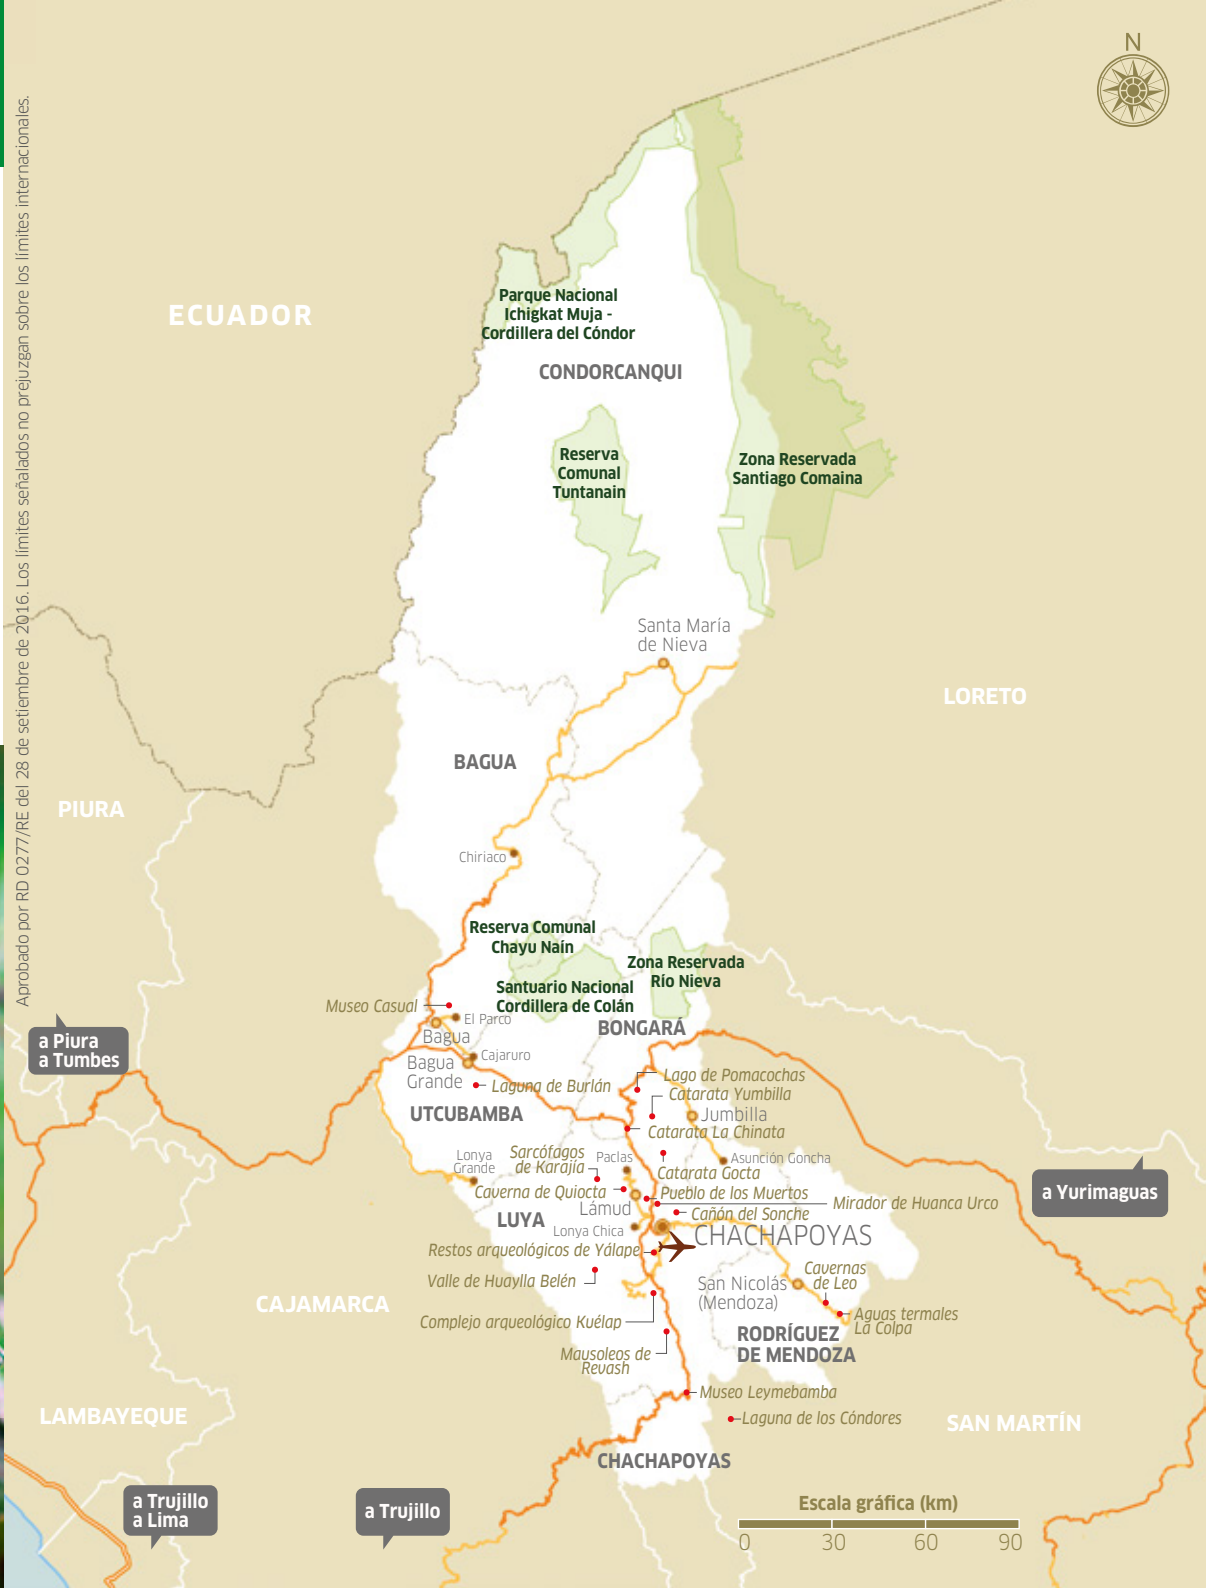 N
Aprobado por RD 0277/RE del 28 de setiembre de 2016. Los límites señalados no prejuzgan sobre los límites internacionales.
ECUADOR
Parque Nacional
Ichigkat Muja -
Cordillera del Cóndor
CONDORCANQUI
Reserva
Comunal
Tuntanain
Zona Reservada
Santiago Comaina
Santa María
de Nieva
LORETO
BAGUA
PIURA
Chiriaco
Reserva Comunal
Chayu Naín
Zona Reservada
Río Nieva
Santuario Nacional
Cordillera de Colán
Museo Casual
El Parco
BONGARÁ
Bagua
a Piura
a Tumbes
Cajaruro
Bagua
Grande
Laguna de Burlán
Lago de Pomacochas
Catarata Yumbilla
UTCUBAMBA
Jumbilla
Catarata La Chinata
Lonya
Grande
Sarcófagos
de Karajía
Paclas
Asunción Goncha
Catarata Gocta
Caverna de Quiocta
Pueblo de los Muertos
Mirador de Huanca Urco
a Yurimaguas
Lámud
Cañón del Sonche
LUYA
Lonya Chica
CHACHAPOYAS
Restos arqueológicos de Yálape
Valle de Huaylla Belén
San Nicolás
(Mendoza)
Cavernas
de Leo
CAJAMARCA
Complejo arqueológico Kuélap
Aguas termales
La Colpa
RODRÍGUEZ
DE MENDOZA
Mausoleos de
Revash
Museo Leymebamba
LAMBAYEQUE
Laguna de los Cóndores
SAN MARTÍN
CHACHAPOYAS
a Trujillo
a Lima
a Trujillo
Escala gráfica (km)
0 30 60 90